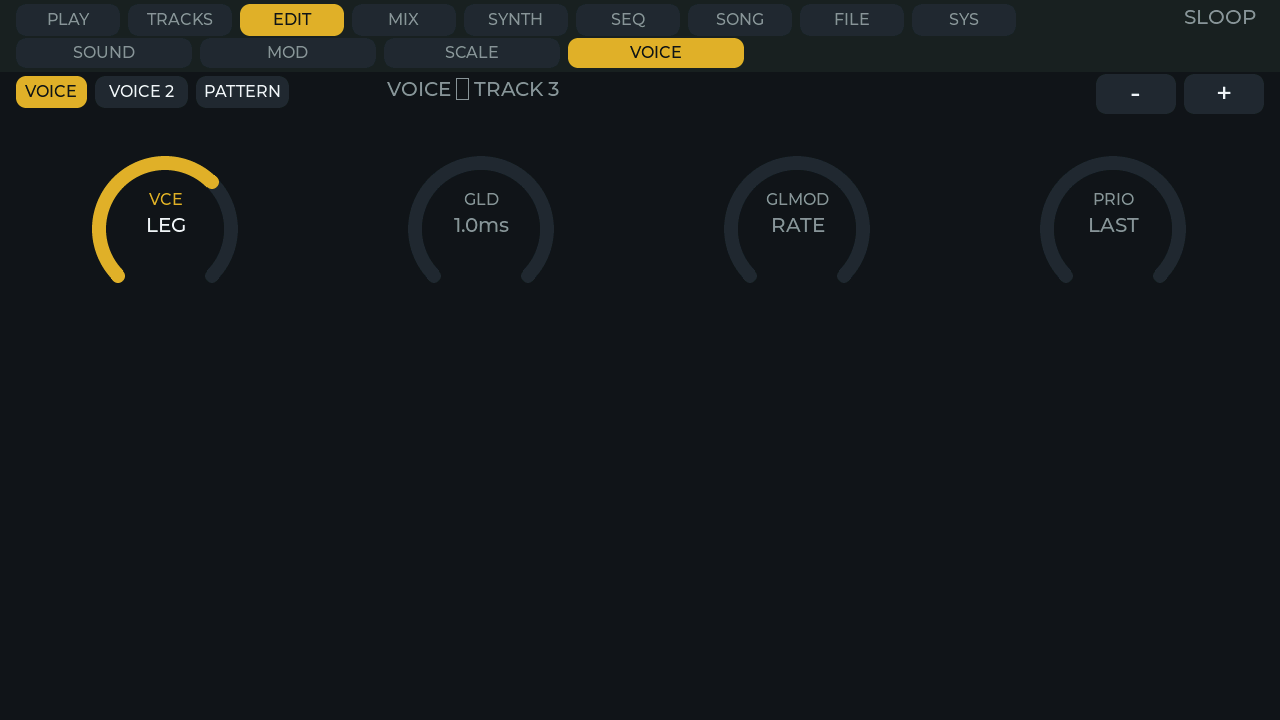 PLAY TRACKS EDIT MIX SYNTH SEQ SONG FILE SYS SLOOP
SOUND MOD SCALE VOICE
VOICE VOICE 2 PATTERN VOICE □ TRACK 3 - +
VCE GLD GLMOD PRIO
LEG 1.0ms RATE LAST